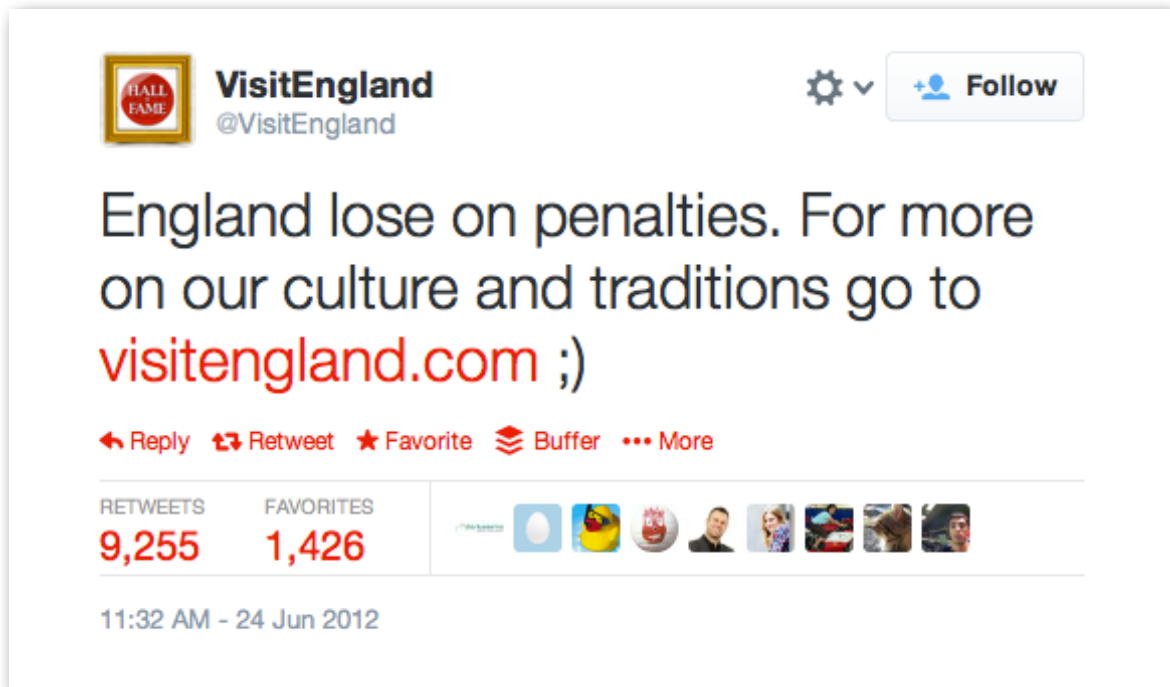 HALL
FAME
VisitEngland
@VisitEngland
Follow
England lose on penalties. For more
on our culture and traditions go to
visitengland.com ;)
Reply Retweet Favorite Buffer More
RETWEETS FAVORITES
9,255 1,426
11:32 AM - 24 Jun 2012